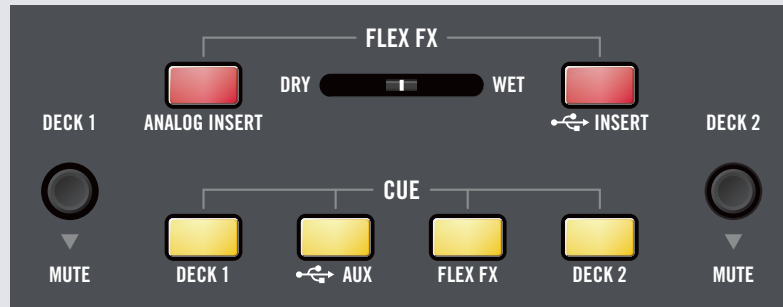 FLEX FX
DRY WET
DECK 1 ANALOG INSERT INSERT DECK 2
CUE
MUTE DECK 1 AUX FLEX FX DECK 2 MUTE